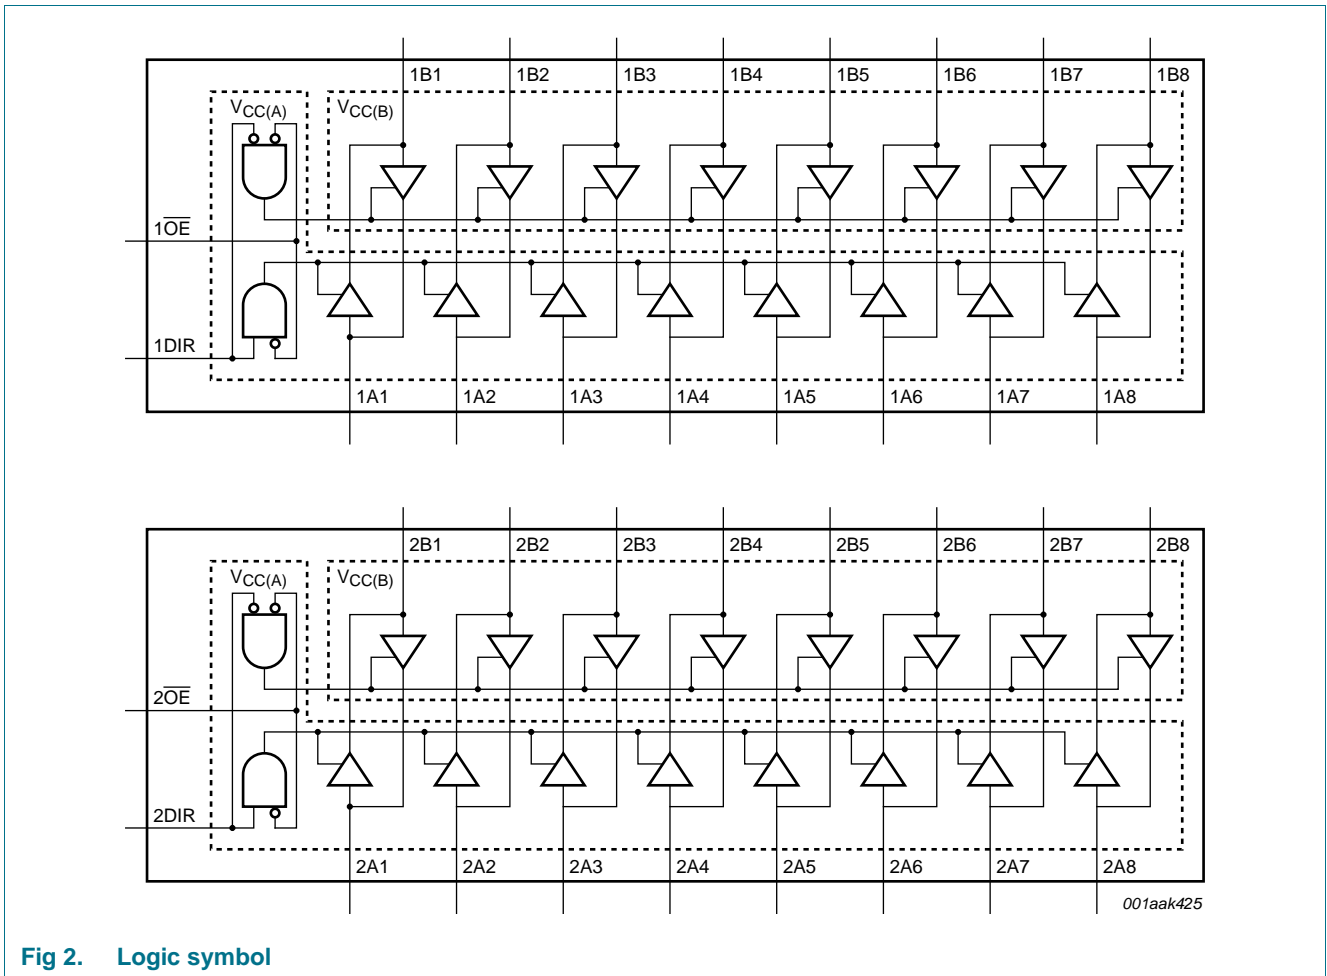 1B1 1B2 1B3 1B4 1B5 1B6 1B7 1B8
VCC(A) VCC(B)
1O̅E̅
1DIR
1A1 1A2 1A3 1A4 1A5 1A6 1A7 1A8
2B1 2B2 2B3 2B4 2B5 2B6 2B7 2B8
VCC(A) VCC(B)
2O̅E̅
2DIR
2A1 2A2 2A3 2A4 2A5 2A6 2A7 2A8
001aak425
Fig 2. Logic symbol